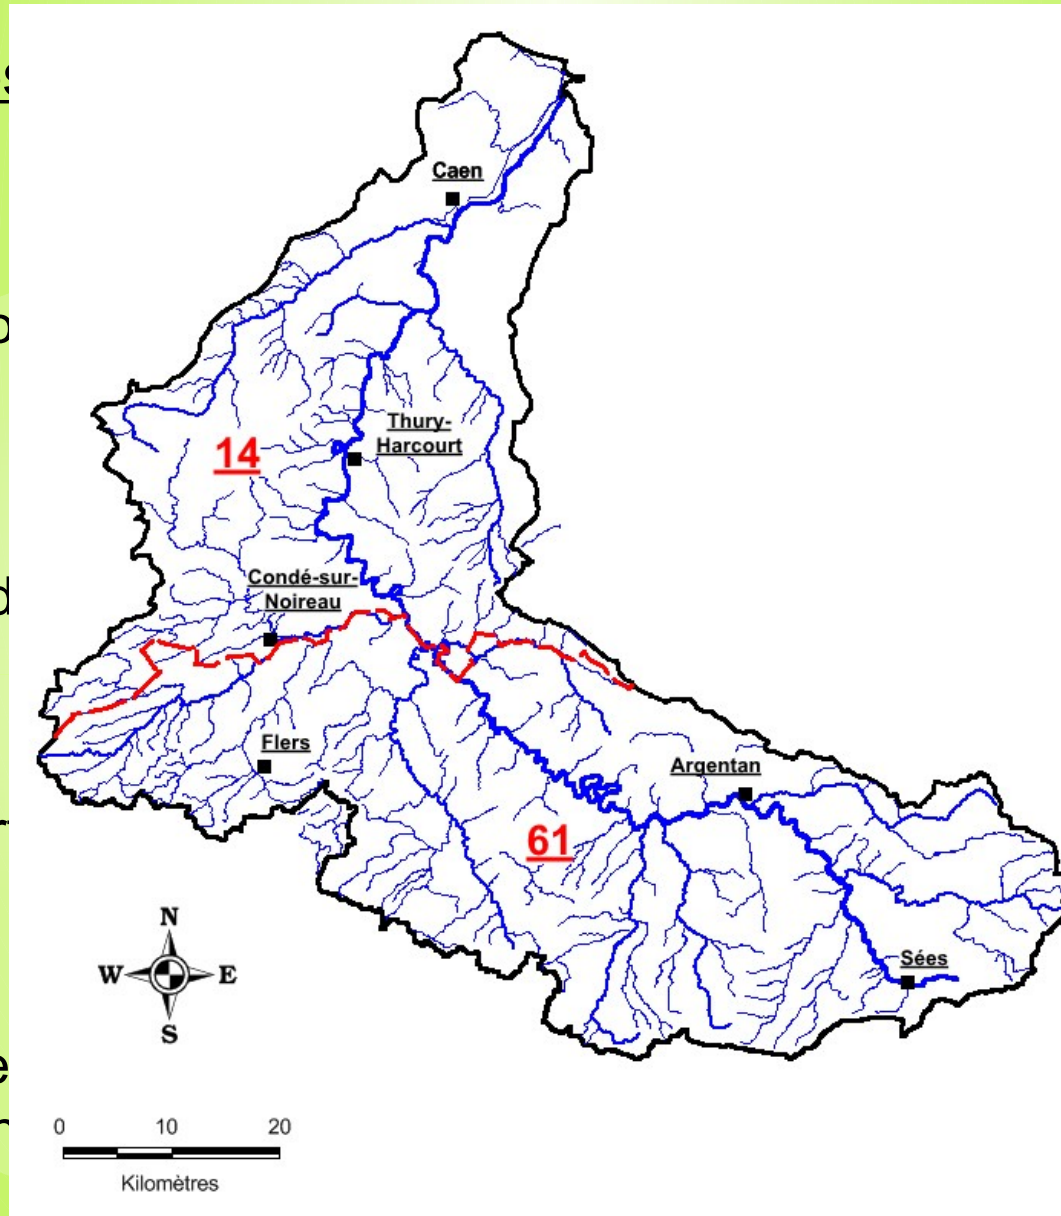 Caen
Thury-
Harcourt
14
Condé-sur-
Noireau
Flers
Argentan
61
Sées
N
W E
S
0 10 20
Kilomètres